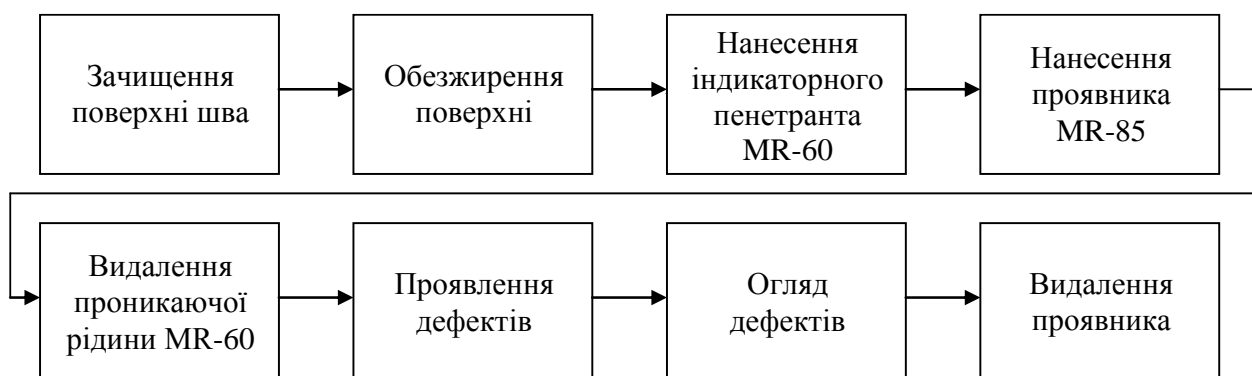 Зачищення
поверхні шва
Обезжирення
поверхні
Нанесення
індикаторного
пенетранта
MR-60
Нанесення
проявника
MR-85
Видалення
проникаючої
рідини MR-60
Проявлення
дефектів
Огляд
дефектів
Видалення
проявника